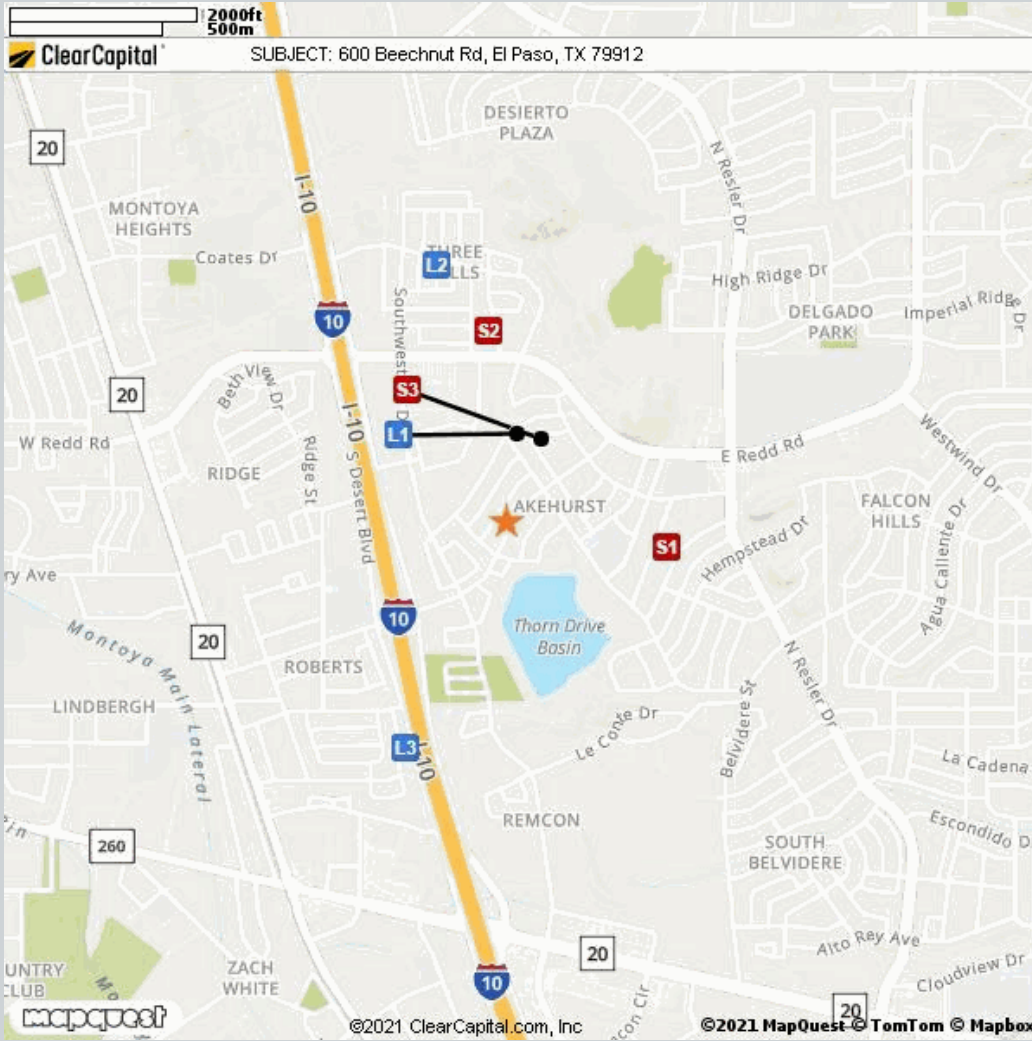 2000ft
500m
ClearCapital
SUBJECT: 600 Beechnut Rd, El Paso, TX 79912
DESIERTO
PLAZA
20
N Resler Dr
I-10
MONTOYA
HEIGHTS
Coates Dr
THREE
L2
High Ridge Dr
Imperial Ridge Dr
DELGADO
PARK
10
Southwest
S2
Beth View Dr
S3
20
I-10
L1
W Redd Rd
E Redd Rd
Westwind Dr
RIDGE
Ridge St
S Desert Blvd
AKEHURST
FALCON
HILLS
S1
Hempstead Dr
Agua Caliente Dr
ry Ave
10
Thorn Drive
Basin
Montoya Main Lateral
20
ROBERTS
N Resler Dr
LINDBERGH
Le Conte Dr
Belvidere St
L3
I-10
La Cadena
REMCON
Escondido D
260
SOUTH
BELVIDERE
Alto Rey Ave
20
Cloudview Dr
UNTRY
CLUB
ZACH
WHITE
10
20
mapquest
©2021 ClearCapital.com, Inc
©2021 MapQuest © TomTom © Mapbox